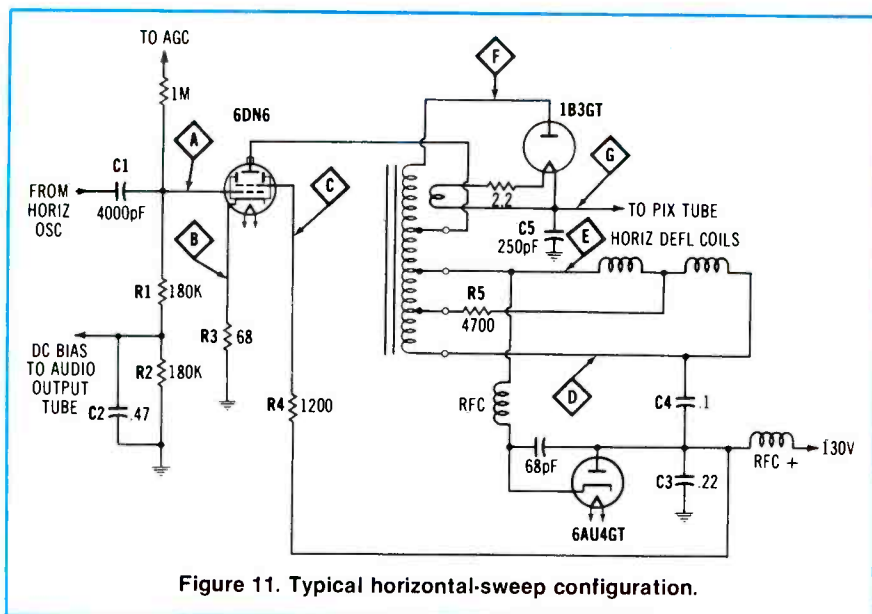 TO AGC
1M
6DN6
A
F
1B3GT
G
C1
FROM
HORIZ
OSC
4000pF
C
2.2
TO PIX TUBE
C5
250pF
E
HORIZ DEFL COILS
B
R1
180K
R5
4700
R3
68
DC BIAS
TO AUDIO
OUTPUT
TUBE
R2
180K
C2
.47
R4
1200
RFC
D
C4
.1
68pF
RFC +
130V
C3
.22
6AU4GT
Figure 11. Typical horizontal-sweep configuration.